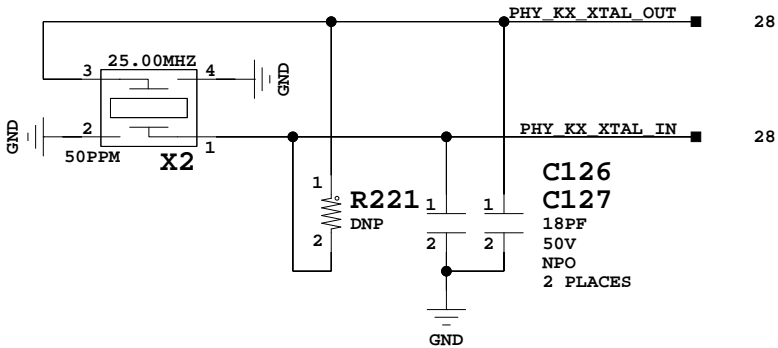 PHY_KX_XTAL_OUT 28
25.00MHZ
3 4
GND
GND
2 1
50PPM
X2
PHY_KX_XTAL_IN 28
C126
C127
18PF
50V
NPO
2 PLACES
1
R221
DNP
2
1
2
1
2
GND